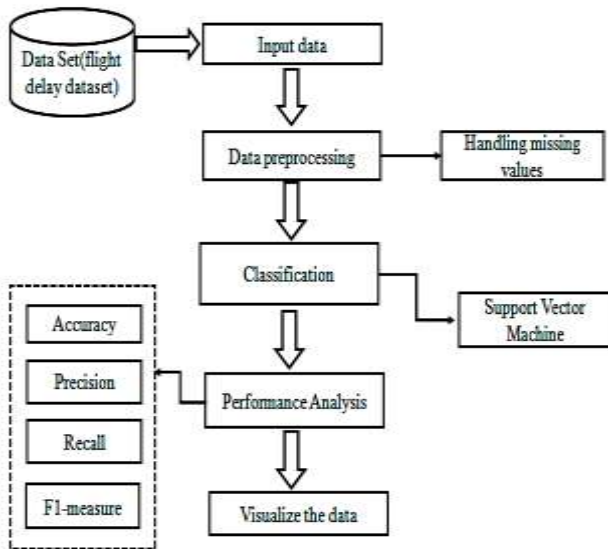 Data Set(flight
delay dataset)
Input data
Data preprocessing
Handling missing
values
Classification
Support Vector
Machine
Accuracy
Precision
Recall
F1-measure
Performance Analysis
Visualize the data